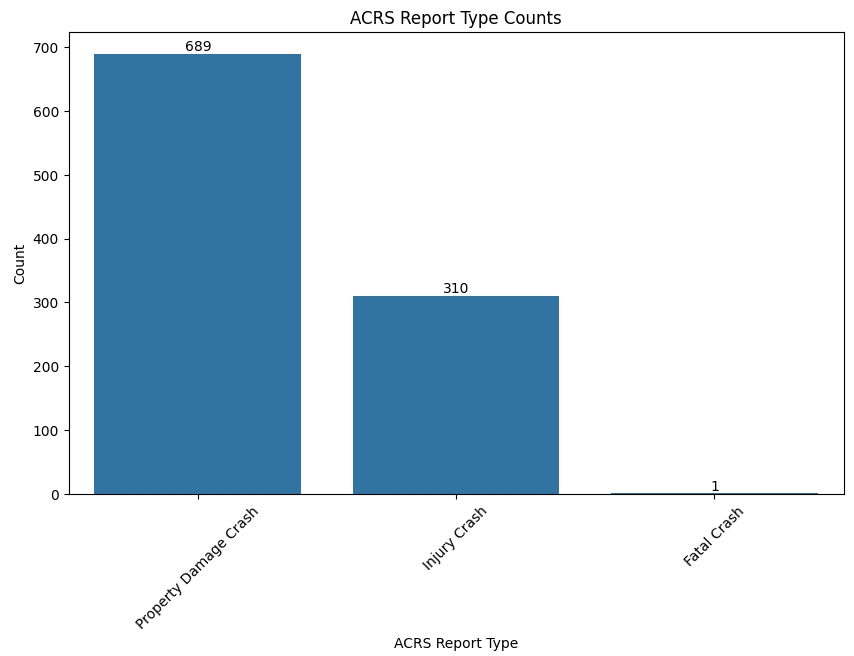 ACRS Report Type Counts
700
600
500
400
300
200
100
0
Count
689
310
1
Property Damage Crash
Injury Crash
Fatal Crash
ACRS Report Type